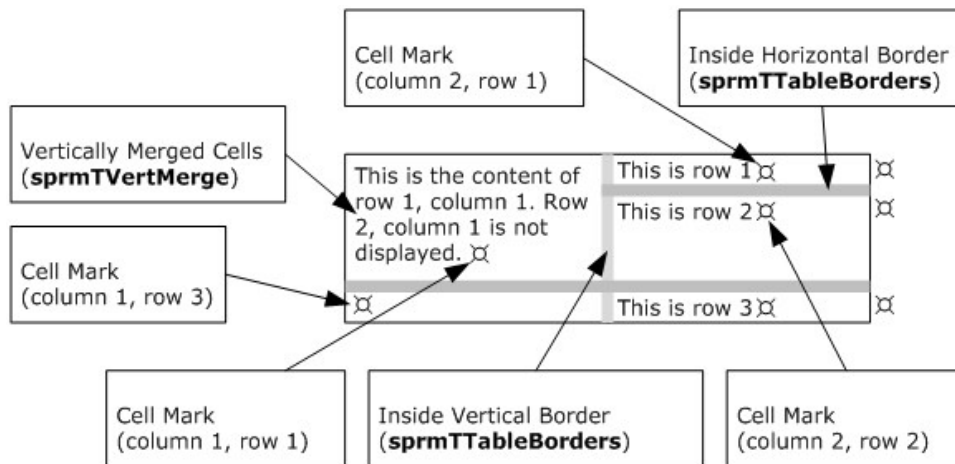 Cell Mark
(column 2, row 1)
Inside Horizontal Border
(sprmTTableBorders)
Vertically Merged Cells
(sprmTVertMerge)
This is the content of
row 1, column 1. Row
2, column 1 is not
displayed. ¤
This is row 1¤
¤
This is row 2¤
¤
Cell Mark
(column 1, row 3)
¤
This is row 3¤
¤
Cell Mark
(column 1, row 1)
Inside Vertical Border
(sprmTTableBorders)
Cell Mark
(column 2, row 2)